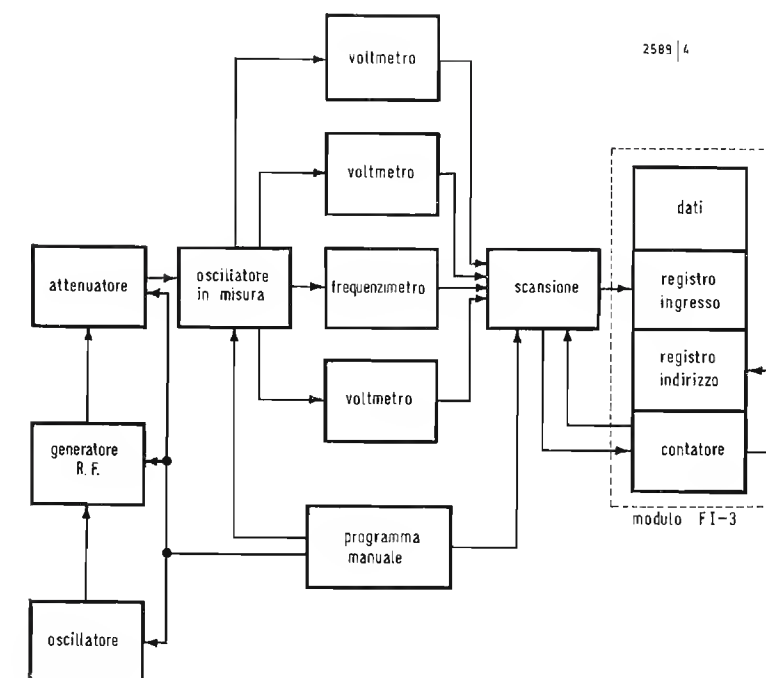 voltmetro
2589|4
voltmetro
dati
attenuatore
oscillatore
in misura
frequenzimetro
scansione
registro
ingresso
voltmetro
registro
indirizzo
generatore
R.F.
contatore
programma
manuale
modulo FI-3
oscillatore